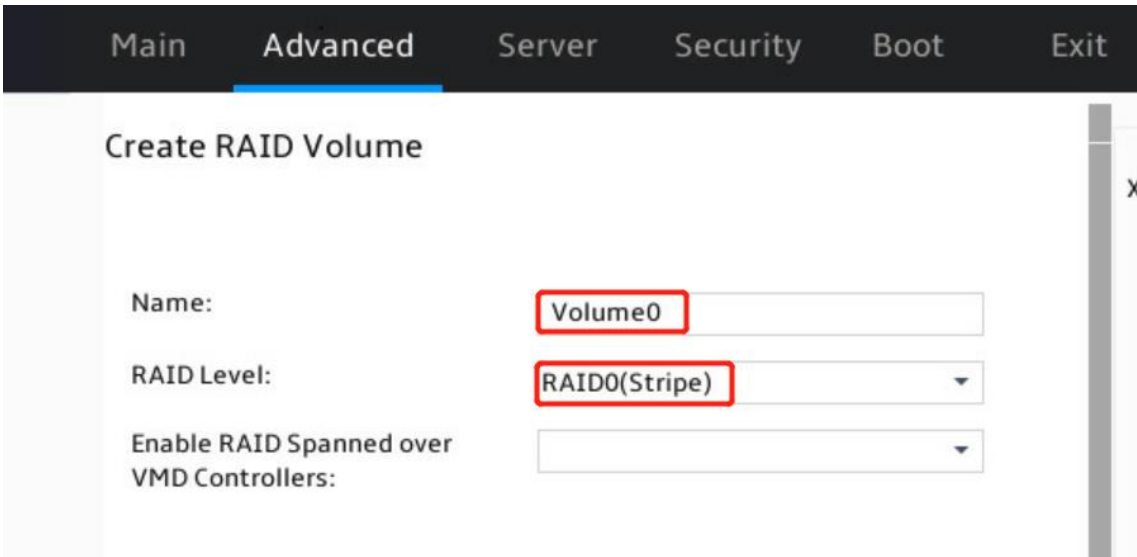 Main Advanced Server Security Boot Exit
Create RAID Volume
X
Name: Volume0
RAID Level: RAID0(Stripe)
Enable RAID Spanned over
VMD Controllers: